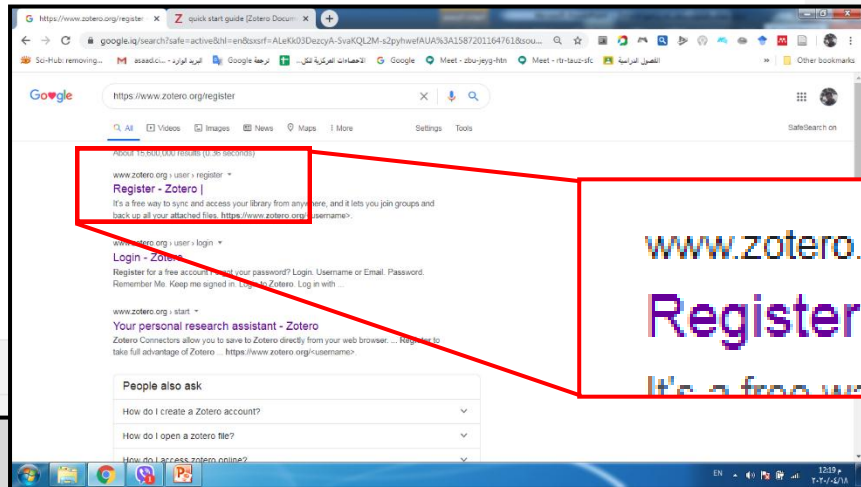 https://www.zotero.org/register
quick start guide [Zotero Docum
google.iq/search?safe=active&hl=en&sxsrf=ALeKk03DezcyA-5vaKQL2M-s2pyhwefAUA%3A1587201164761&sou...
Sci-Hub: removing...
asaad.ci... - البريد الوارد
ترجمة Google
الاحصاءات المركزية لتكل...
Google
Meet - zbu-jeyg-htn
Meet - rtr-tauz-sfc
الفصول الدراسية
Other bookmarks
Google
https://www.zotero.org/register
All
Videos
Images
News
Maps
More
Settings
Tools
SafeSearch on
About 15,600,000 results (0.36 seconds)
www.zotero.org › user › register
Register - Zotero |
It's a free way to sync and access your library from anywhere, and it lets you join groups and
back up all your attached files. https://www.zotero.org/<username>.
www.zotero.org › user › login
Login - Zotero
Register for a free account your password? Login. Username or Email. Password.
Remember Me. Keep me signed in. to Zotero. Log in with ...
www.zotero.org › start
Your personal research assistant - Zotero
Zotero Connectors allow you to save to Zotero directly from your web browser. ... Register to
take full advantage of Zotero ... https://www.zotero.org/<username>.
People also ask
How do I create a Zotero account?
How do I open a zotero file?
How do I access zotero online?
www.zotero.
Register
It's a free
EN
12:19 م
٢٠٢٠/٠٤/١٨